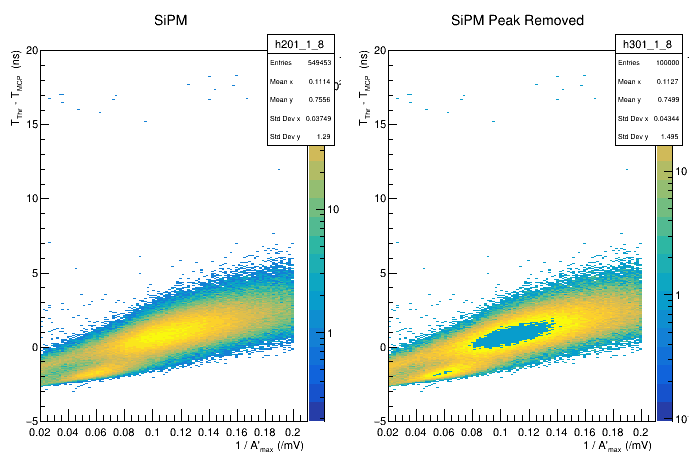 SiPM
SiPM Peak Removed
h201_1_8
Entries 549453
Mean x 0.1114
Mean y 0.7556
Std Dev x 0.03749
Std Dev y 1.29
h301_1_8
Entries 100000
Mean x 0.1127
Mean y 0.7499
Std Dev x 0.04344
Std Dev y 1.495
T_Thr - T_MCP (ns)
20
15
10
5
0
−5
0.02 0.04 0.06 0.08 0.1 0.12 0.14 0.16 0.18 0.2
1 / A'_max (/mV)
10
1
T_Thr - T_MCP (ns)
20
15
10
5
0
−5
0.02 0.04 0.06 0.08 0.1 0.12 0.14 0.16 0.18 0.2
1 / A'_max (/mV)
10
1
10